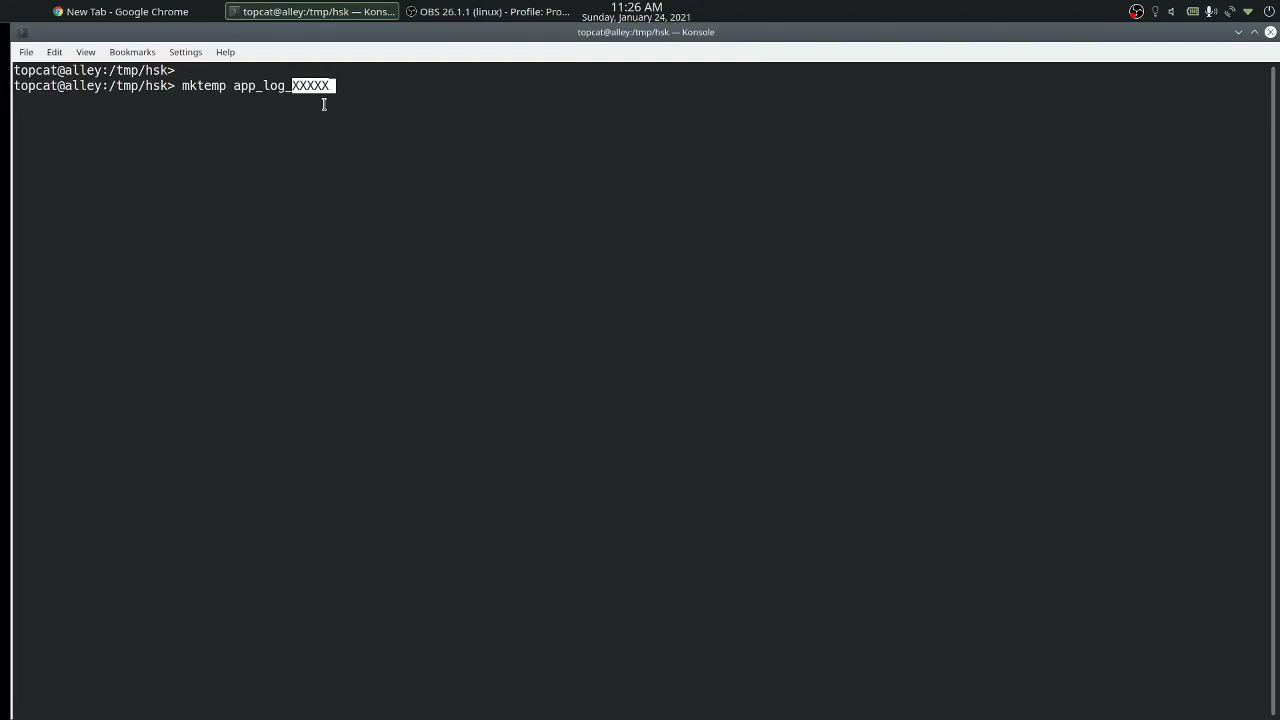 New Tab - Google Chrome
topcat@alley:/tmp/hsk — Kons...
OBS 26.1.1 (linux) - Profile: Pro...
11:26 AM
Sunday, January 24, 2021
topcat@alley:/tmp/hsk — Konsole
File Edit View Bookmarks Settings Help
topcat@alley:/tmp/hsk>
topcat@alley:/tmp/hsk> mktemp app_log_XXXXX